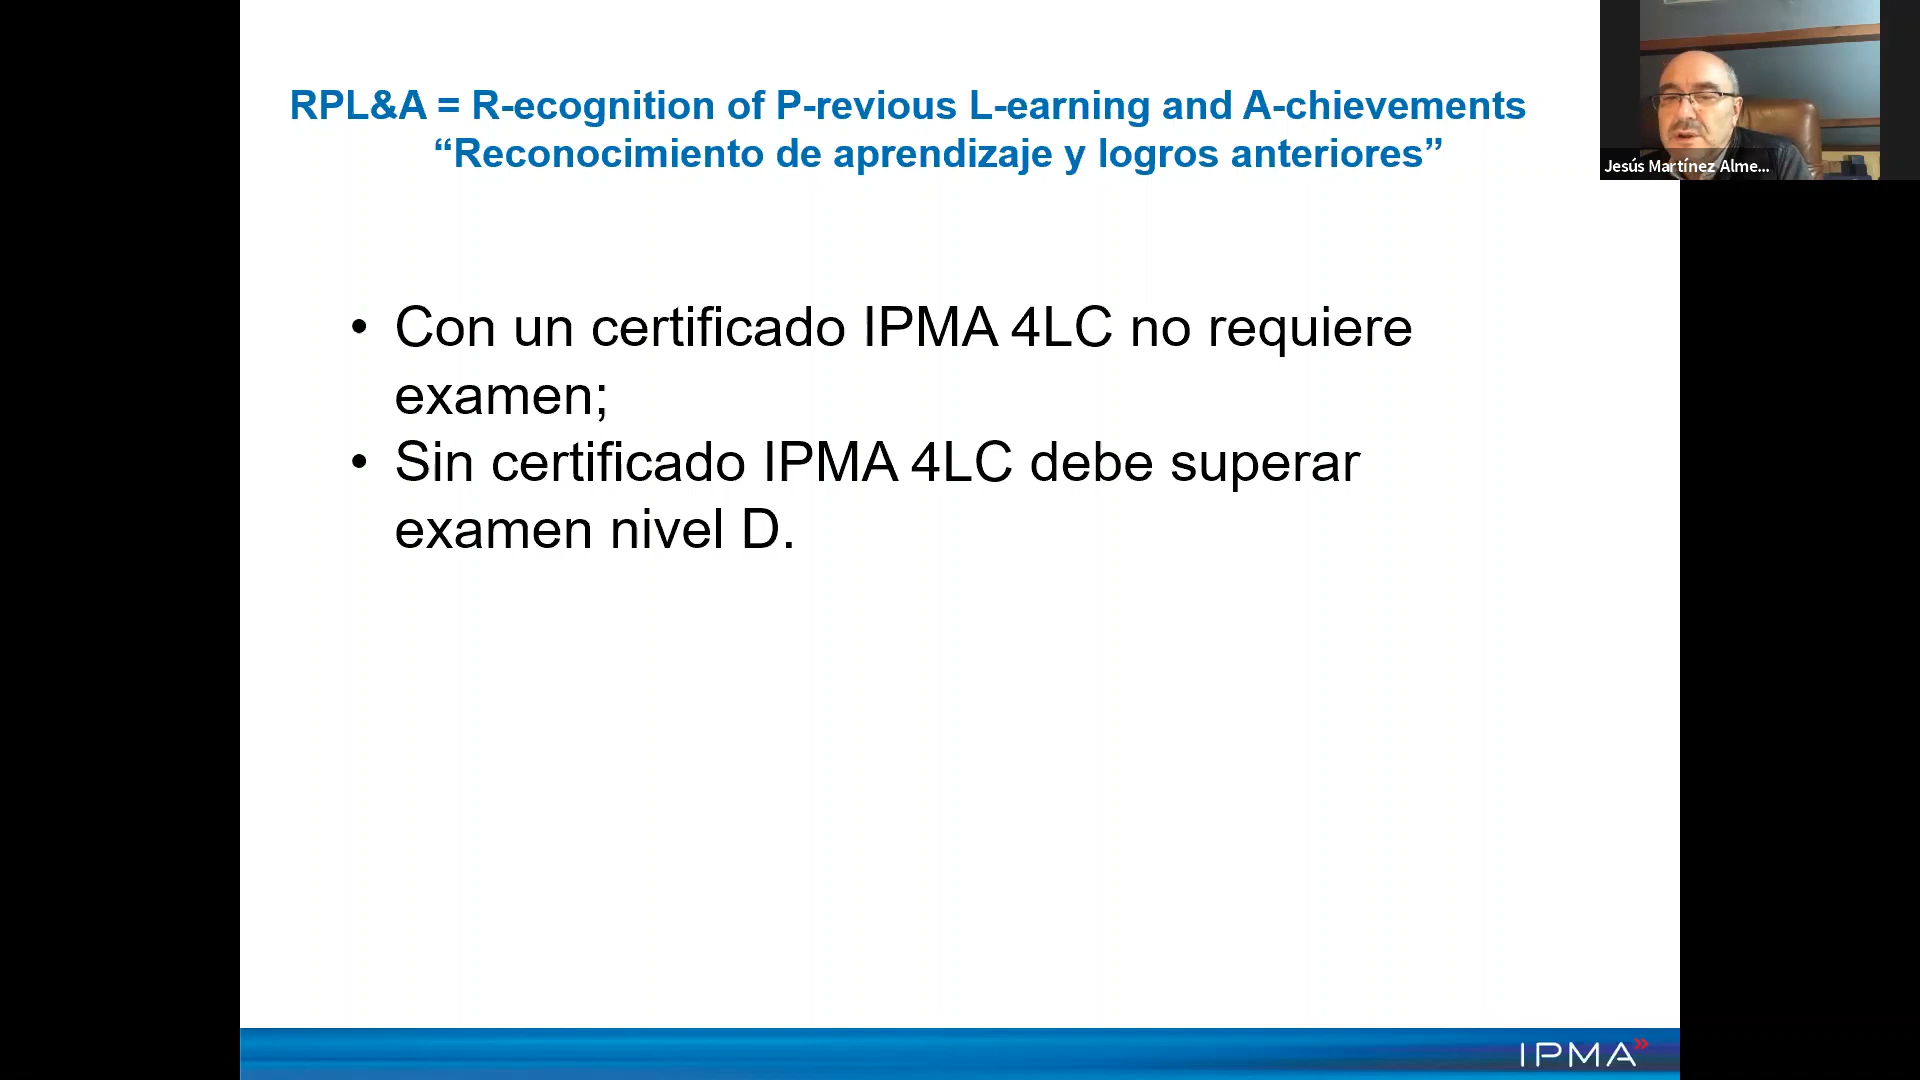 RPL&A = R-ecognition of P-revious L-earning and A-chievements
“Reconocimiento de aprendizaje y logros anteriores”
Jesús Martínez Alme...
• Con un certificado IPMA 4LC no requiere
examen;
• Sin certificado IPMA 4LC debe superar
examen nivel D.
IPMA